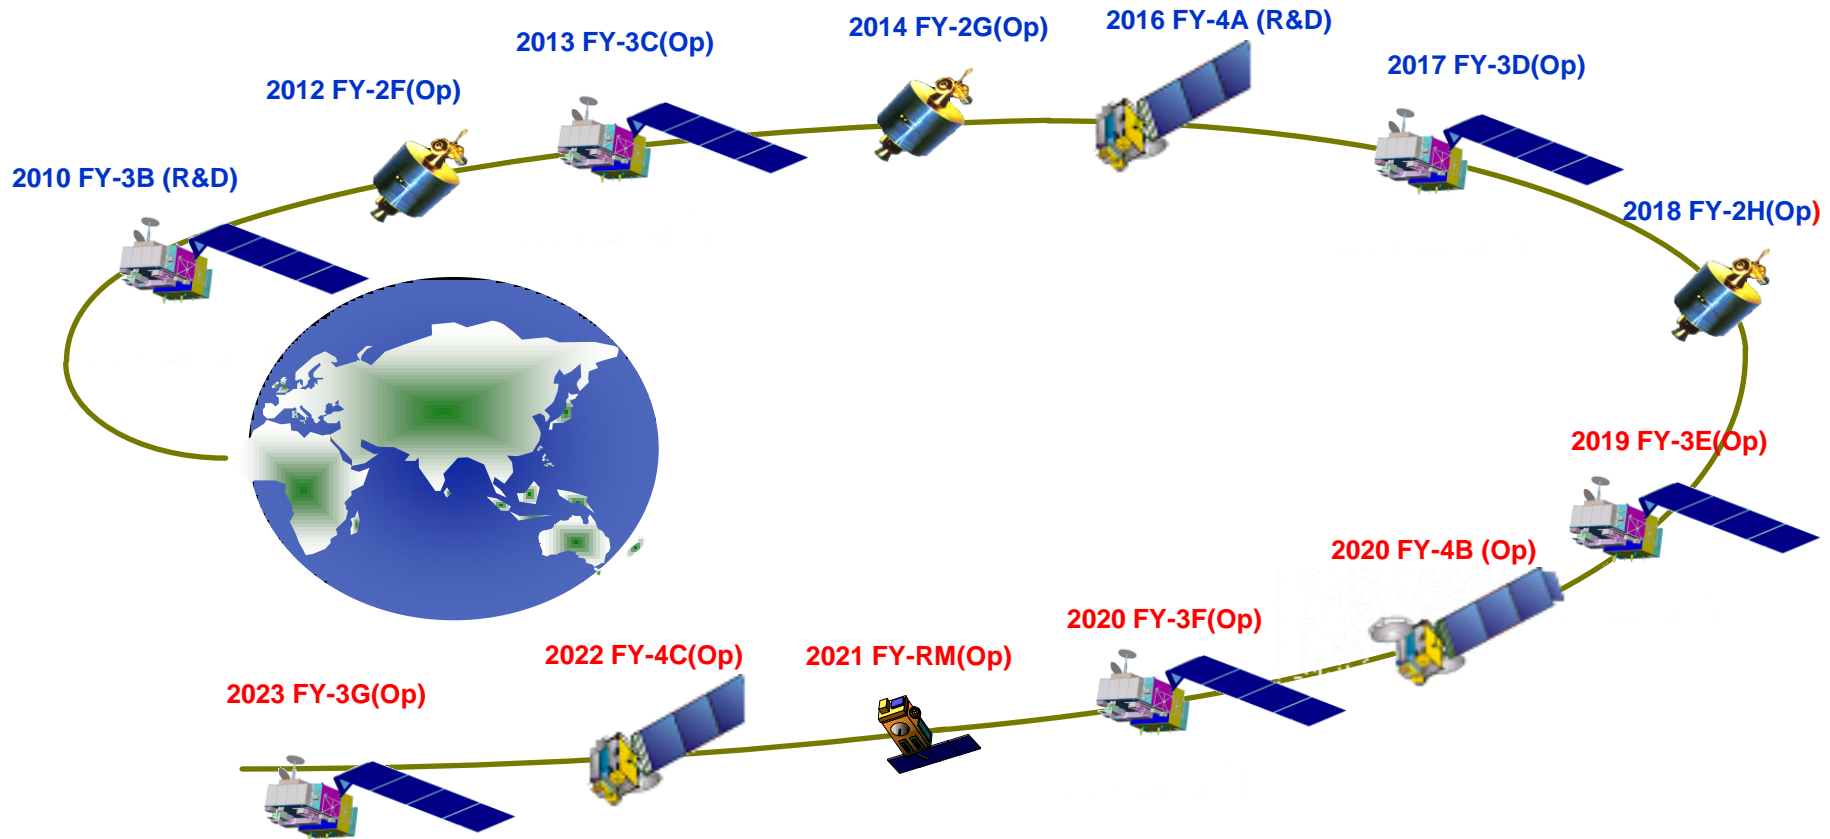 2010 FY-3B (R&D)
2012 FY-2F(Op)
2013 FY-3C(Op)
2014 FY-2G(Op)
2016 FY-4A (R&D)
2017 FY-3D(Op)
2018 FY-2H(Op)
2019 FY-3E(Op)
2020 FY-4B (Op)
2020 FY-3F(Op)
2021 FY-RM(Op)
2022 FY-4C(Op)
2023 FY-3G(Op)